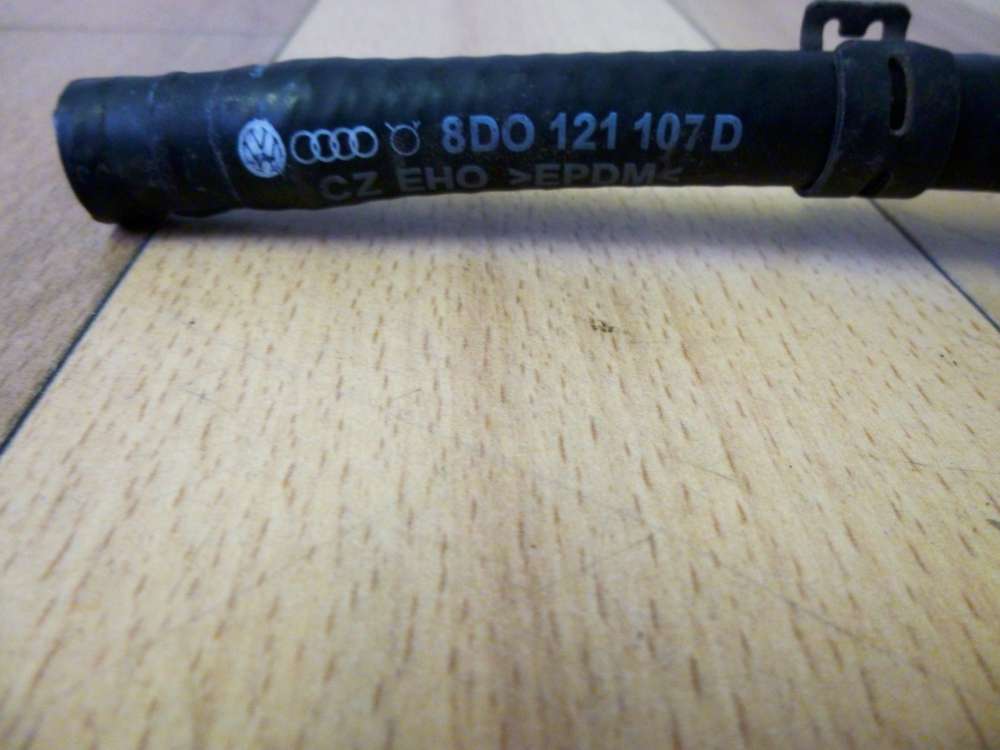 8DO 121 107 D
CZ EHO >EPDM<